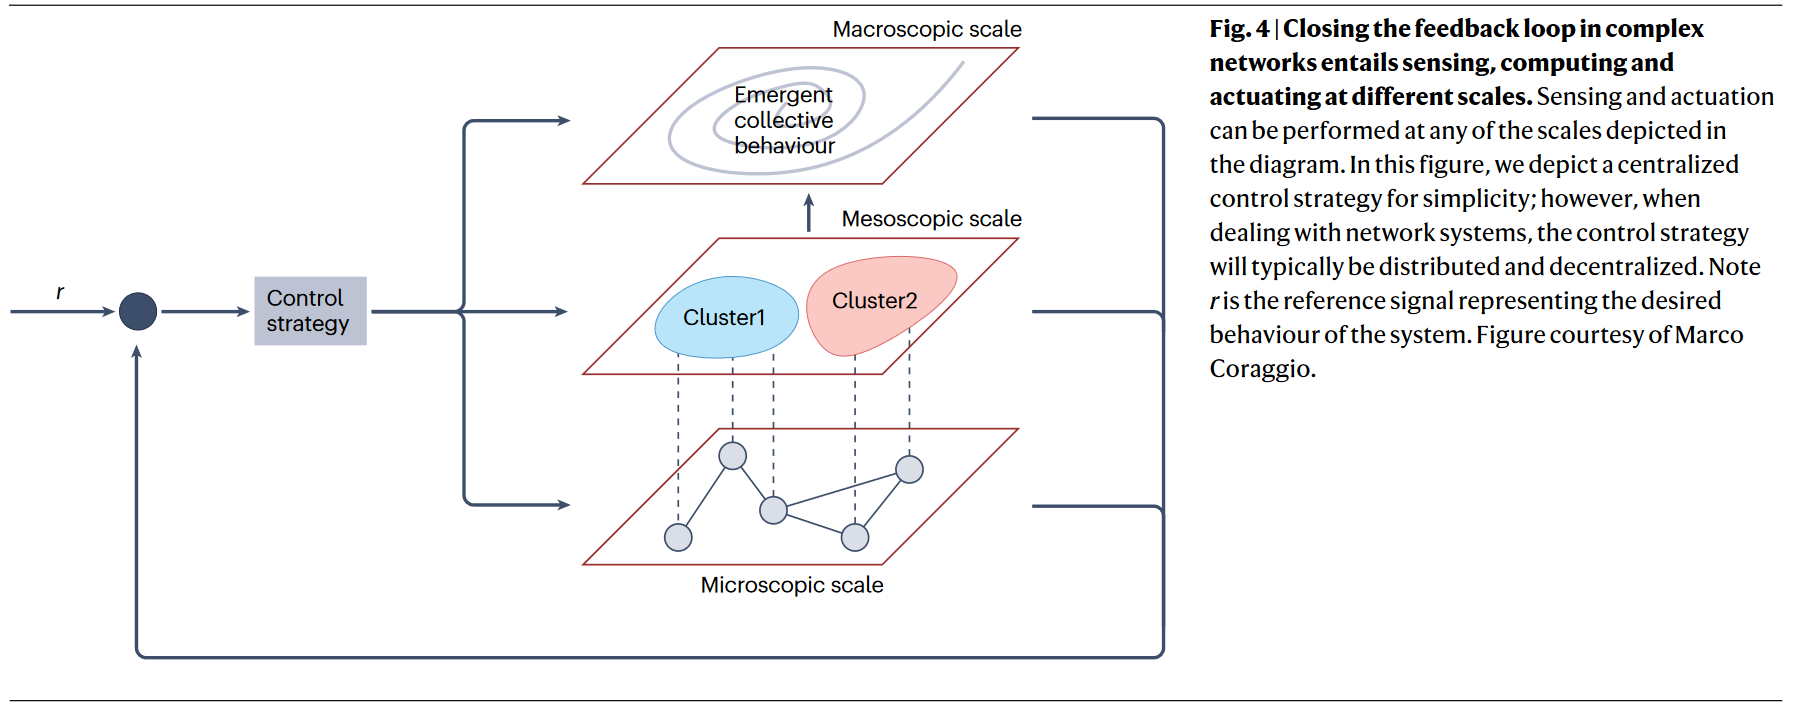 Macroscopic scale
Emergent
collective
behaviour
Mesoscopic scale
r
Control
strategy
Cluster1
Cluster2
Microscopic scale
Fig. 4 | Closing the feedback loop in complex
networks entails sensing, computing and
actuating at different scales. Sensing and actuation
can be performed at any of the scales depicted in
the diagram. In this figure, we depict a centralized
control strategy for simplicity; however, when
dealing with network systems, the control strategy
will typically be distributed and decentralized. Note
r is the reference signal representing the desired
behaviour of the system. Figure courtesy of Marco
Coraggio.